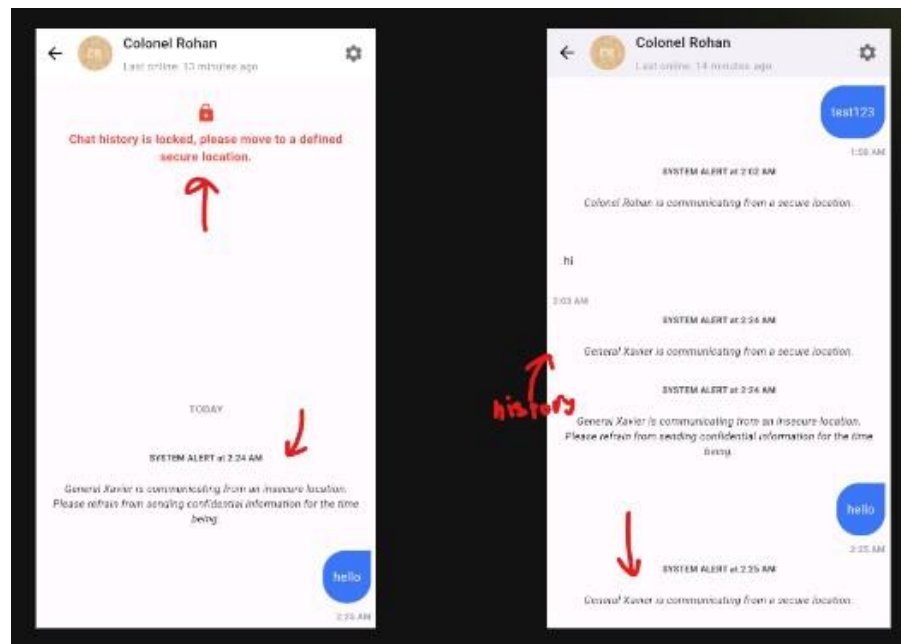 Colonel Rohan
Last online: 13 minutes ago
Chat history is locked, please move to a defined
secure location.
TODAY
SYSTEM ALERT at 2:24 AM
General Xavier is communicating from an insecure location.
Please refrain from sending confidential information for the time
being.
hello
2:25 AM
Colonel Rohan
Last online: 14 minutes ago
test123
1:58 AM
SYSTEM ALERT at 2:02 AM
Colonel Rohan is communicating from a secure location.
hi
2:03 AM
SYSTEM ALERT at 2:24 AM
General Xavier is communicating from a secure location.
history
SYSTEM ALERT at 2:24 AM
General Xavier is communicating from an insecure location.
Please refrain from sending confidential information for the time
being.
hello
2:25 AM
SYSTEM ALERT at 2:25 AM
General Xavier is communicating from a secure location.